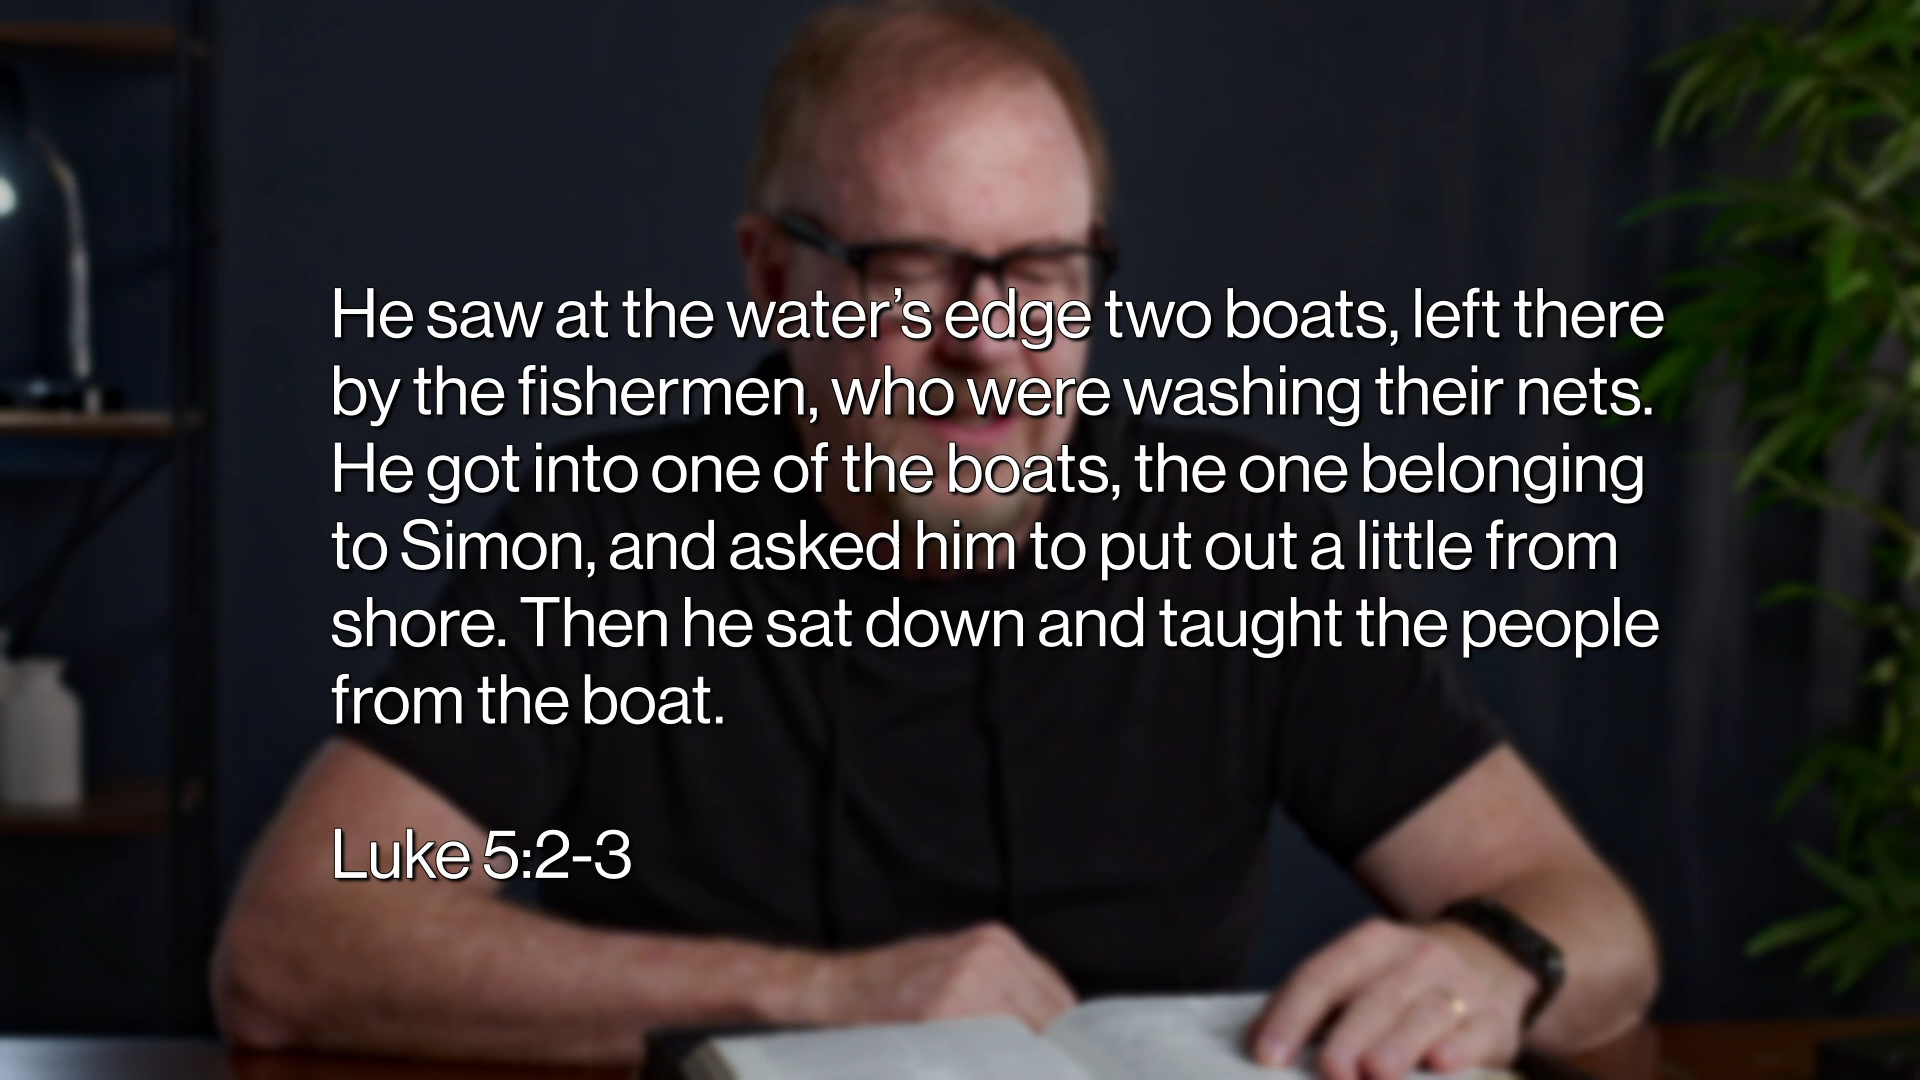 He saw at the water’s edge two boats, left there
by the fishermen, who were washing their nets.
He got into one of the boats, the one belonging
to Simon, and asked him to put out a little from
shore. Then he sat down and taught the people
from the boat.
Luke 5:2-3